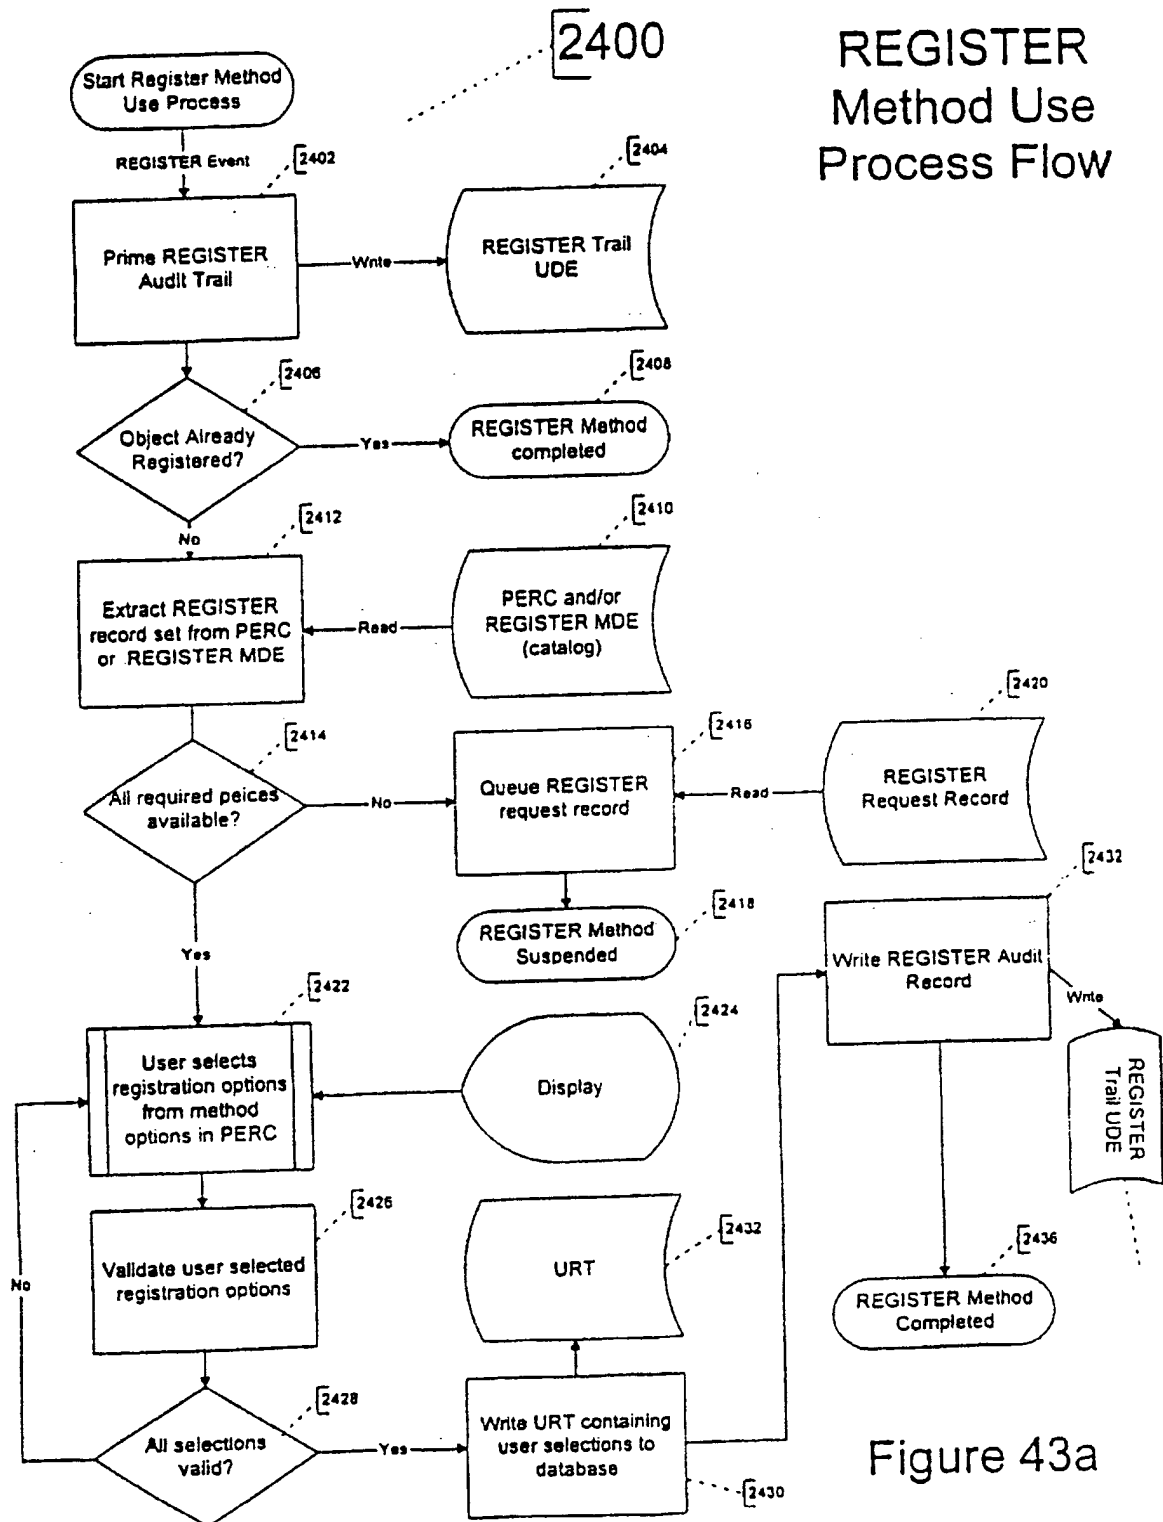 2400
REGISTER
Method Use
Process Flow
Start Register Method
Use Process
REGISTER Event
2402
2404
Prime REGISTER
Audit Trail
Write
REGISTER Trail
UDE
2406
2408
Object Already
Registered?
Yes
REGISTER Method
completed
No
2412
2410
Extract REGISTER
record set from PERC
or REGISTER MDE
Read
PERC and/or
REGISTER MDE
(catalog)
2414
2416
2420
All required peices
available?
No
Queue REGISTER
request record
Read
REGISTER
Request Record
2418
2432
REGISTER Method
Suspended
Yes
Write REGISTER Audit
Record
Write
2422
2424
User selects
registration options
from method
options in PERC
Display
REGISTER
Trail UDE
2426
2432
Validate user selected
registration options
URT
No
2436
REGISTER Method
Completed
2428
All selections
valid?
Yes
Write URT containing
user selections to
database
2430
Figure 43a